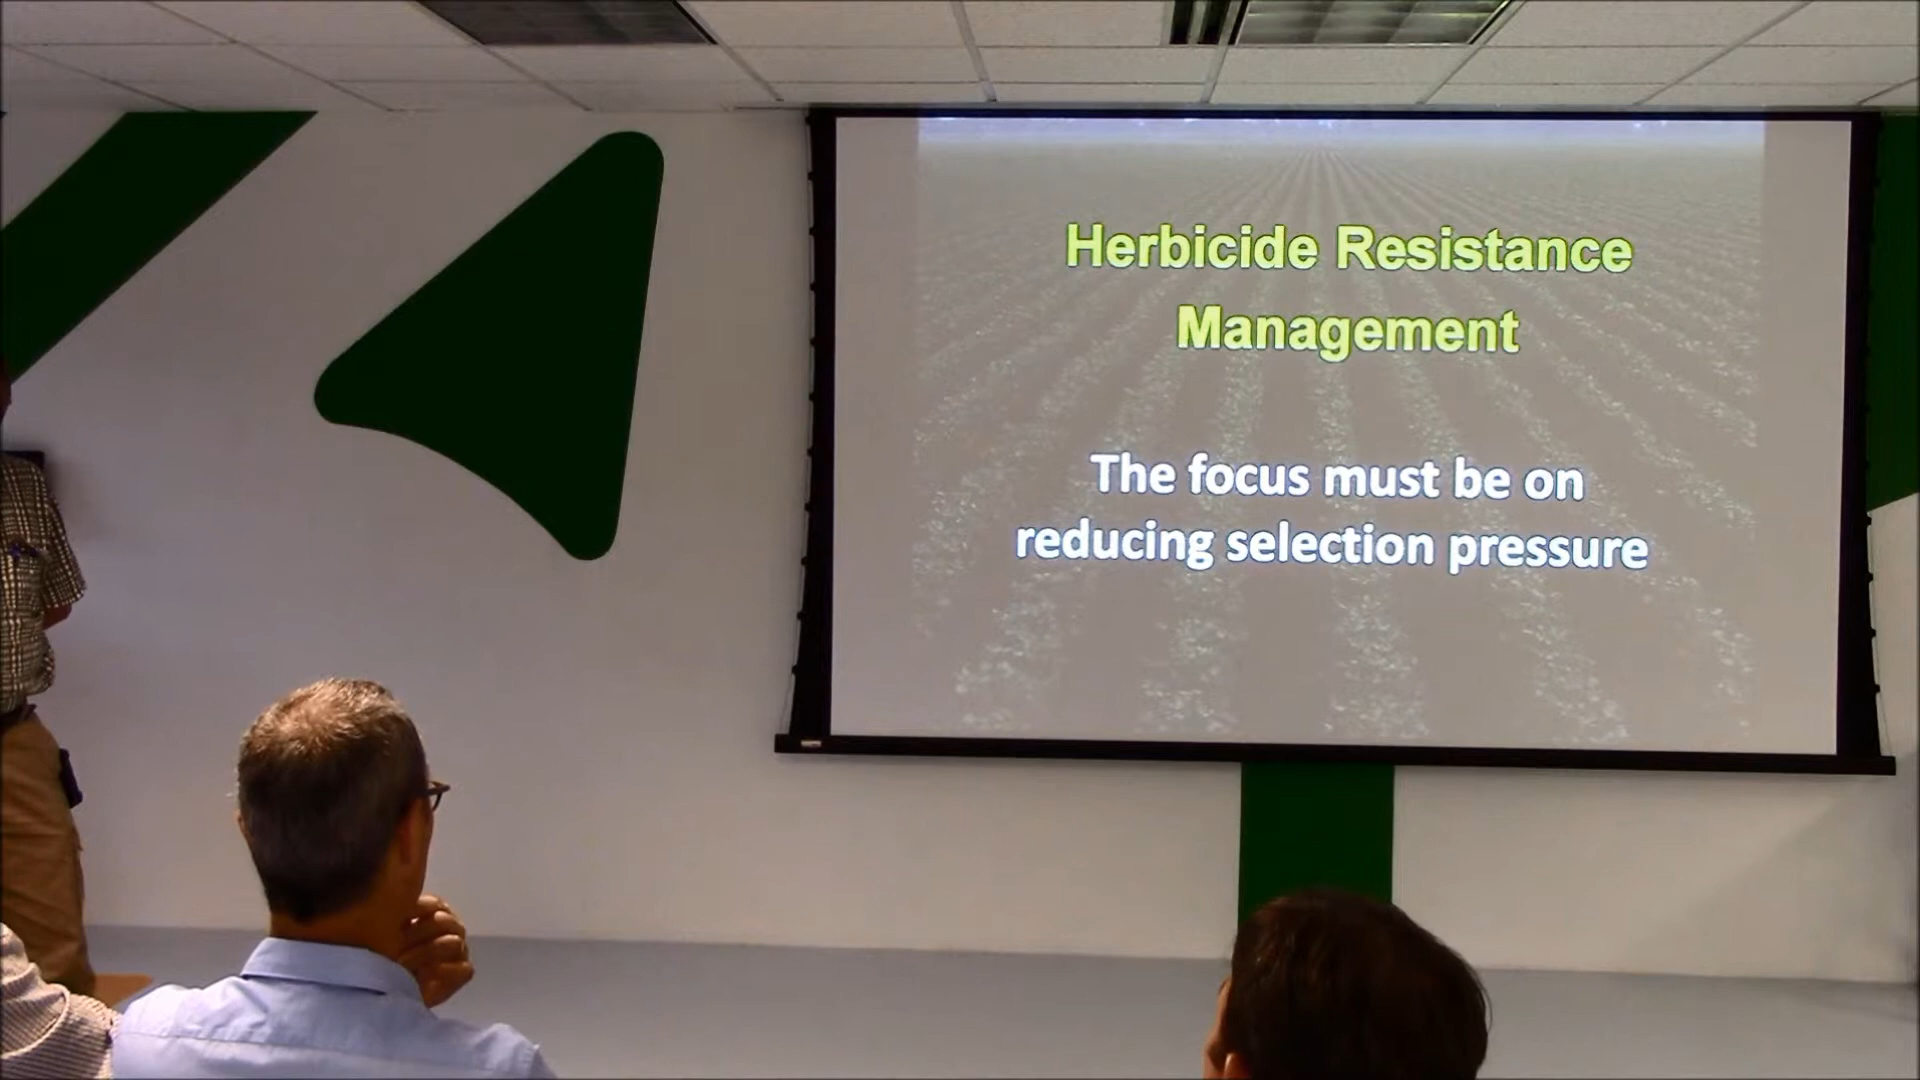 Herbicide Resistance
Management
The focus must be on
reducing selection pressure